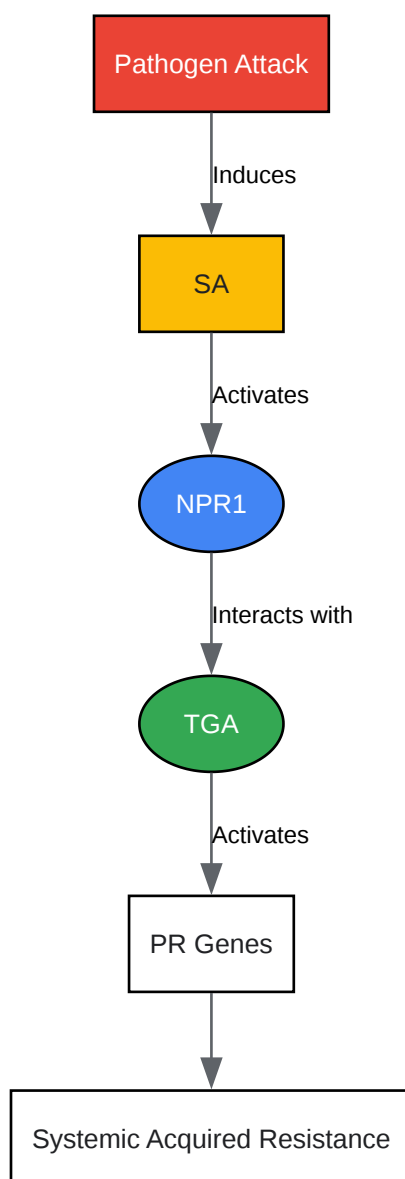 Pathogen Attack
Induces
SA
Activates
NPR1
Interacts with
TGA
Activates
PR Genes
Systemic Acquired Resistance